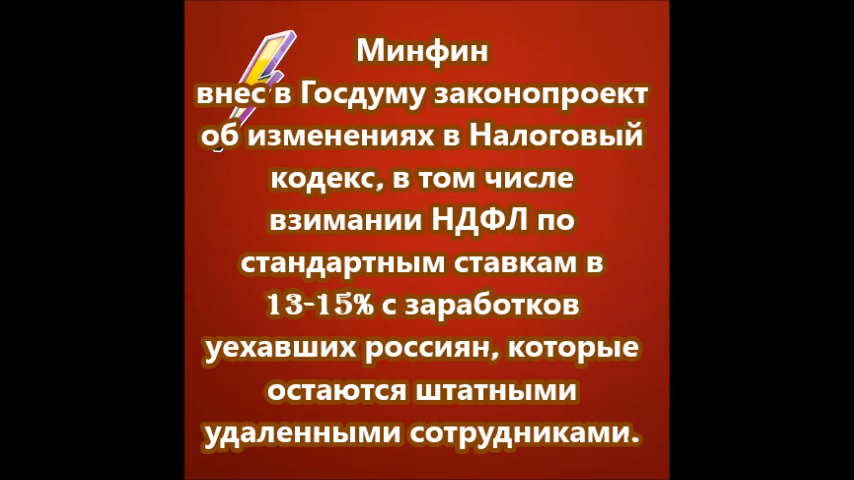 Минфин
внес в Госдуму законопроект
об изменениях в Налоговый
кодекс, в том числе
взимании НДФЛ по
стандартным ставкам в
13-15% с заработков
уехавших россиян, которые
остаются штатными
удаленными сотрудниками.